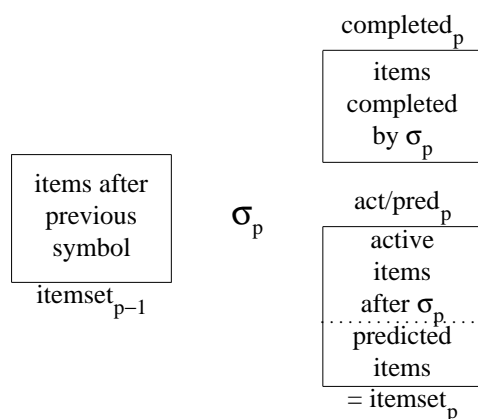 items after
previous
symbol
itemset_{p−1}
σ_p
completed_p
items
completed
by σ_p
act/pred_p
active
items
after σ_p
predicted
items
= itemset_p